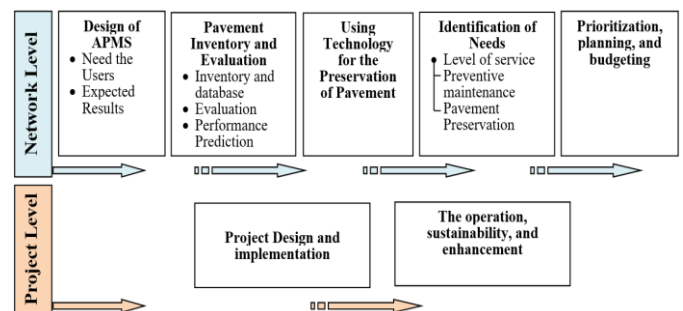 Network Level
Design of
APMS
• Need the
Users
• Expected
Results
Pavement
Inventory and
Evaluation
• Inventory and
database
• Evaluation
• Performance
Prediction
Using
Technology
for the
Preservation
of Pavement
Identification of
Needs
• Level of service
Preventive
maintenance
Pavement
Preservation
Prioritization,
planning, and
budgeting
Project Level
Project Design and
implementation
The operation,
sustainability, and
enhancement